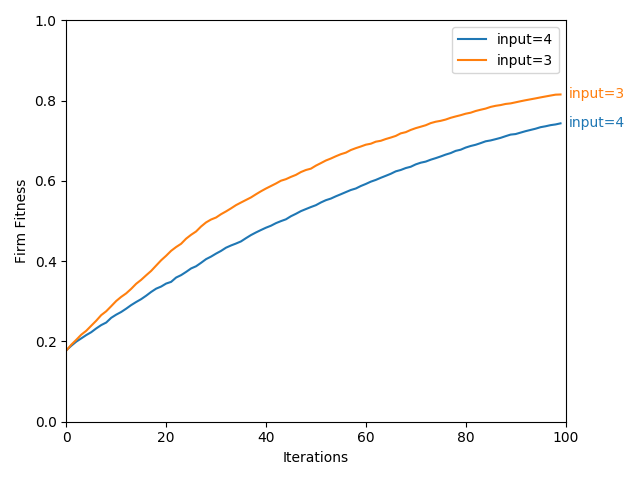 1.0
0.8
0.6
0.4
0.2
0.0
Firm Fitness
0 20 40 60 80 100
Iterations
input=4
input=3
input=3
input=4